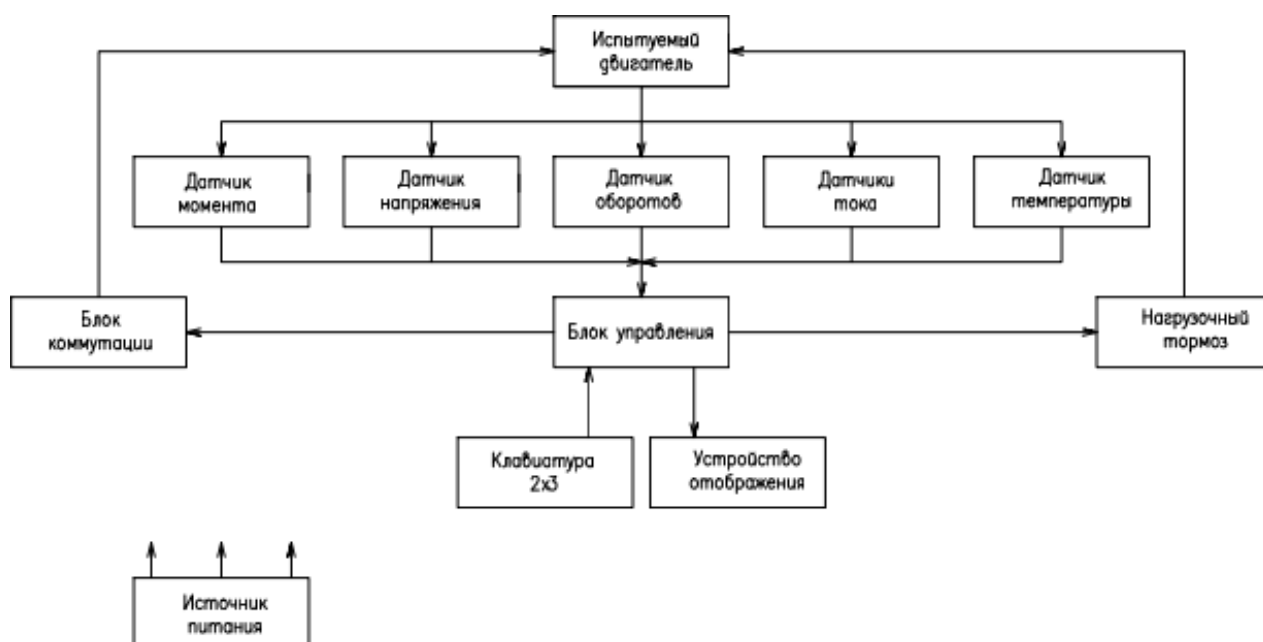 Испытуемый
двигатель
Датчик
момента
Датчик
напряжения
Датчик
оборотов
Датчики
тока
Датчик
температуры
Блок
коммутации
Блок управления
Нагрузочный
тормоз
Клавиатура
2х3
Устройство
отображения
Источник
питания